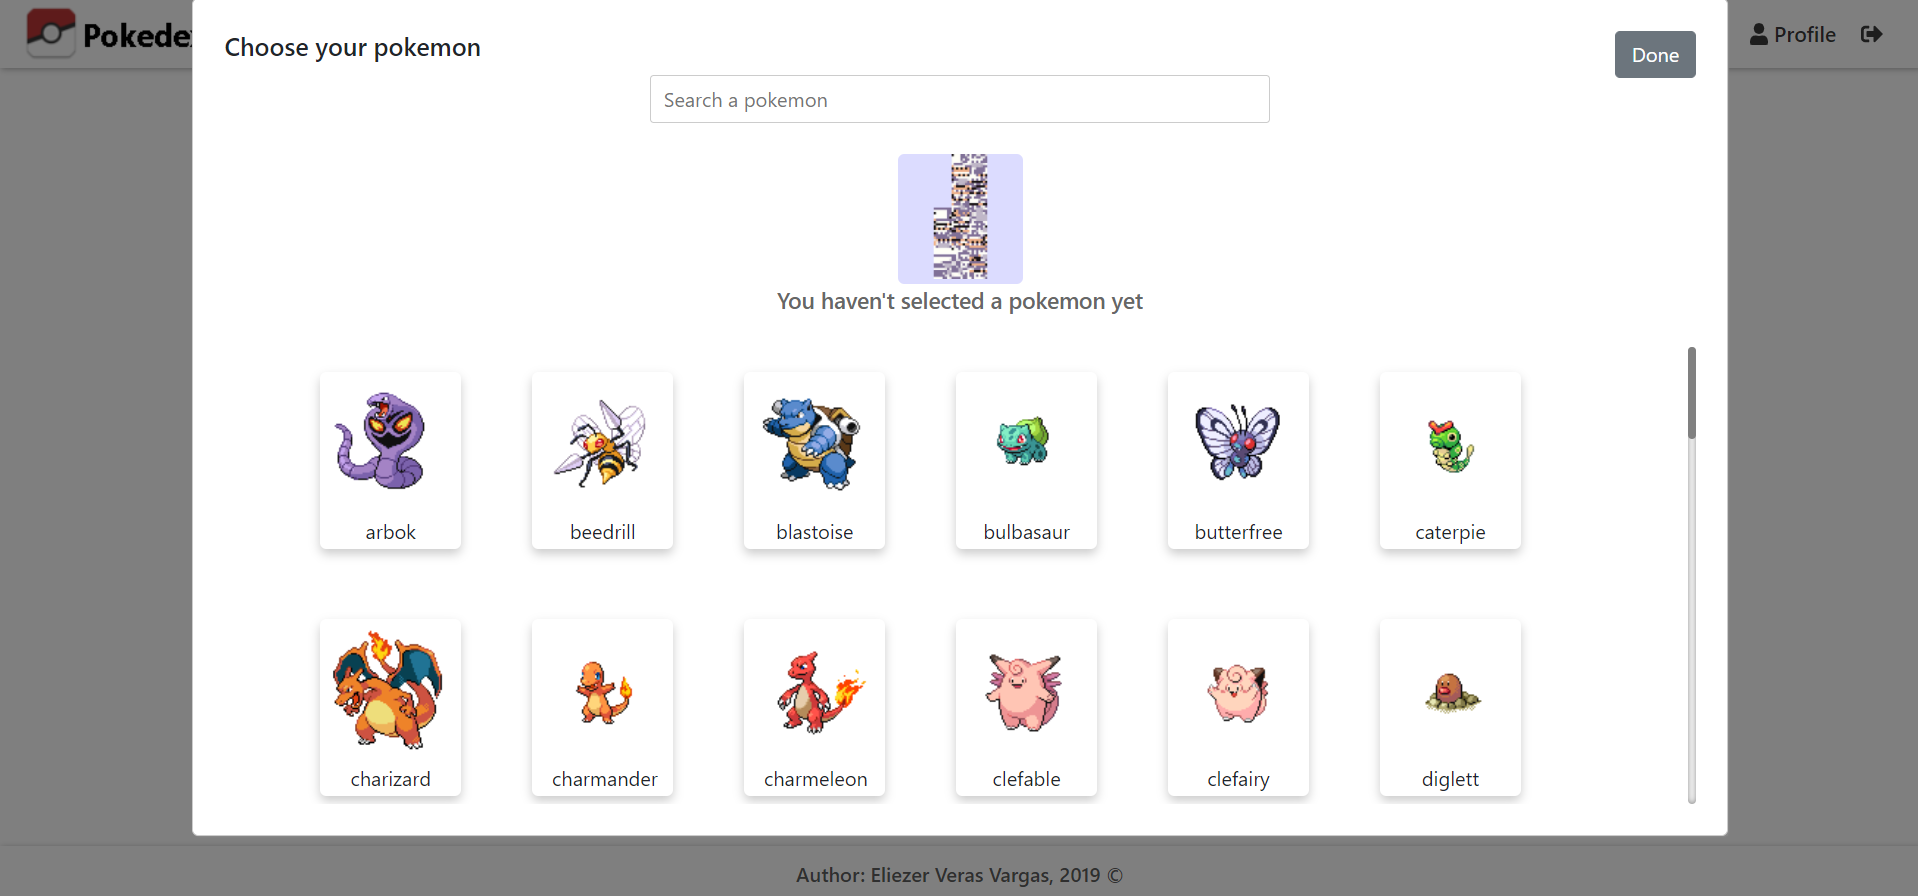 Pokede
Profile
Choose your pokemon
Done
Search a pokemon
You haven't selected a pokemon yet
arbok beedrill blastoise bulbasaur butterfree caterpie
charizard charmander charmeleon clefable clefairy diglett
Author: Eliezer Veras Vargas, 2019 ©